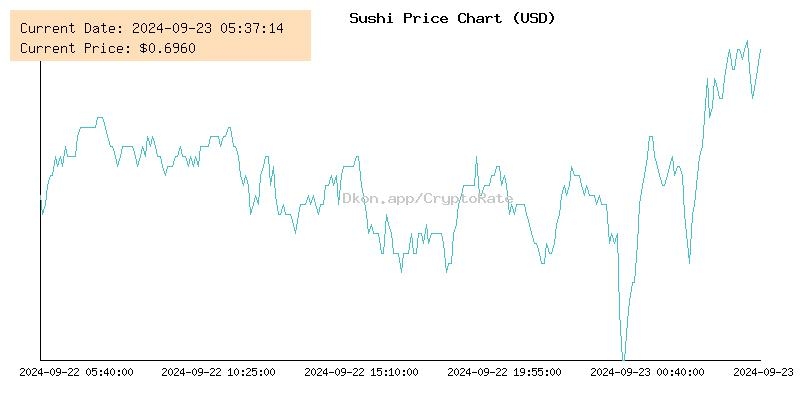 Sushi Price Chart (USD)
Current Date: 2024-09-23 05:37:14
Current Price: $0.6960
Dkon.app/CryptoRate
2024-09-22 05:40:00 2024-09-22 10:25:00 2024-09-22 15:10:00 2024-09-22 19:55:00 2024-09-23 00:40:00 2024-09-23